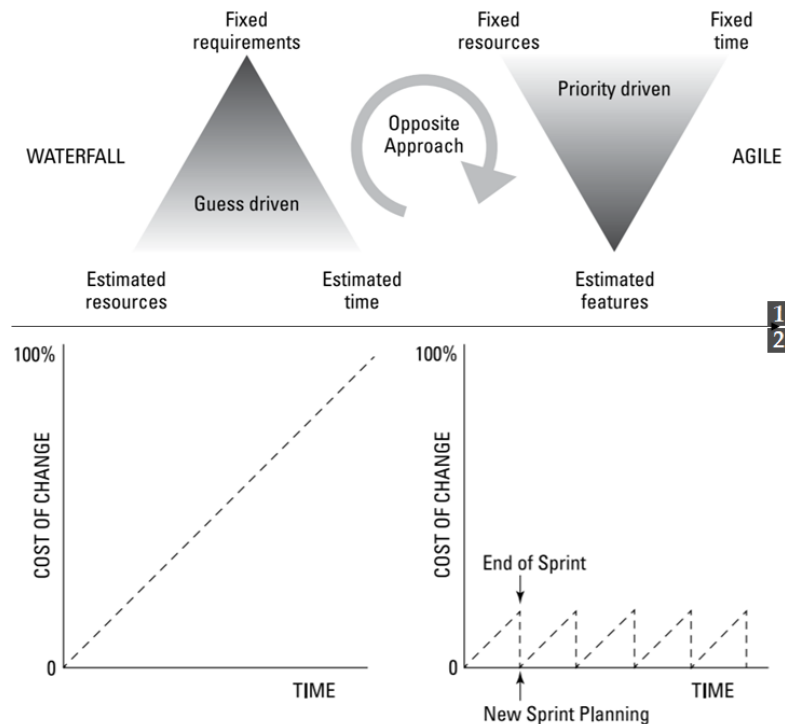 Fixed
requirements
Fixed
resources
Fixed
time
WATERFALL
Guess driven
Opposite
Approach
Priority driven
AGILE
Estimated
resources
Estimated
time
Estimated
features
1
2
100%
COST OF CHANGE
0
TIME
100%
COST OF CHANGE
End of Sprint
0
TIME
New Sprint Planning